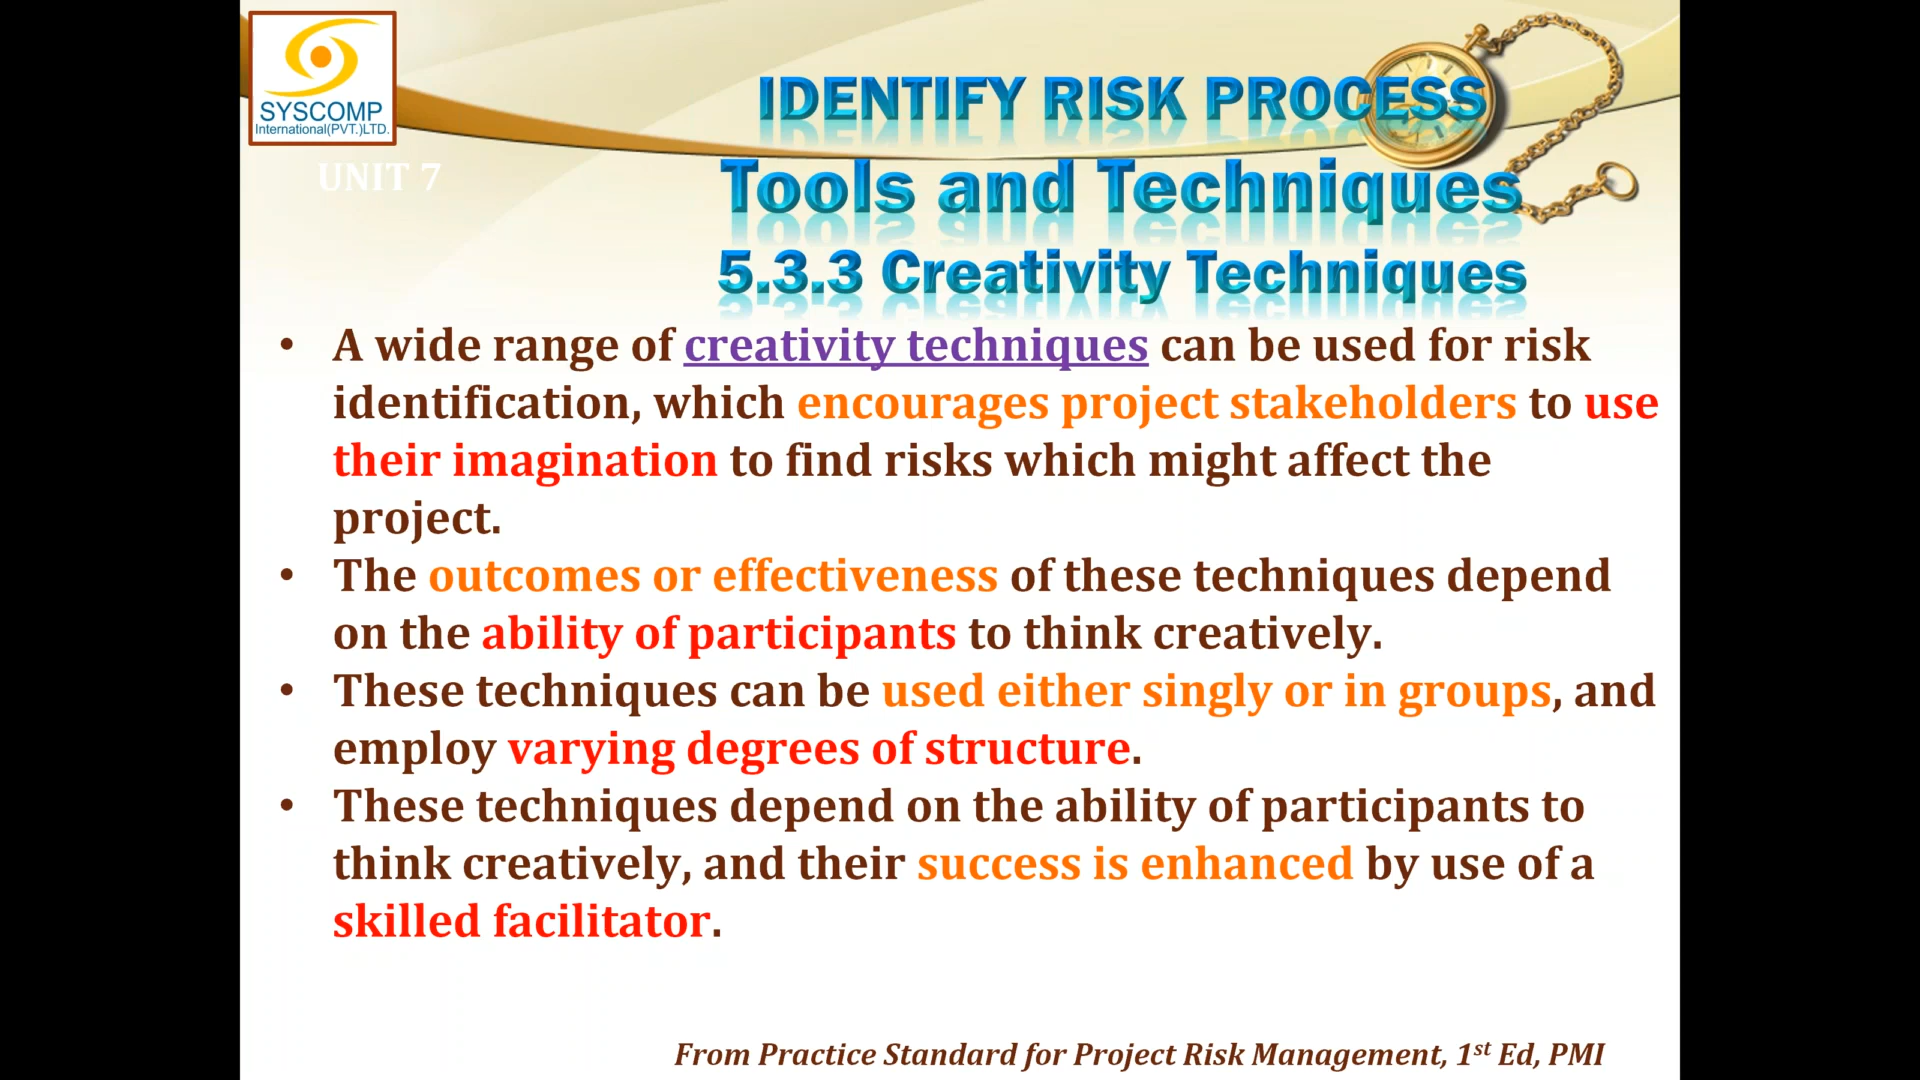 SYSCOMP
International(PVT.)LTD.
UNIT 7
IDENTIFY RISK PROCESS
Tools and Techniques
5.3.3 Creativity Techniques
• A wide range of creativity techniques can be used for risk
identification, which encourages project stakeholders to use
their imagination to find risks which might affect the
project.
• The outcomes or effectiveness of these techniques depend
on the ability of participants to think creatively.
• These techniques can be used either singly or in groups, and
employ varying degrees of structure.
• These techniques depend on the ability of participants to
think creatively, and their success is enhanced by use of a
skilled facilitator.
From Practice Standard for Project Risk Management, 1st Ed, PMI